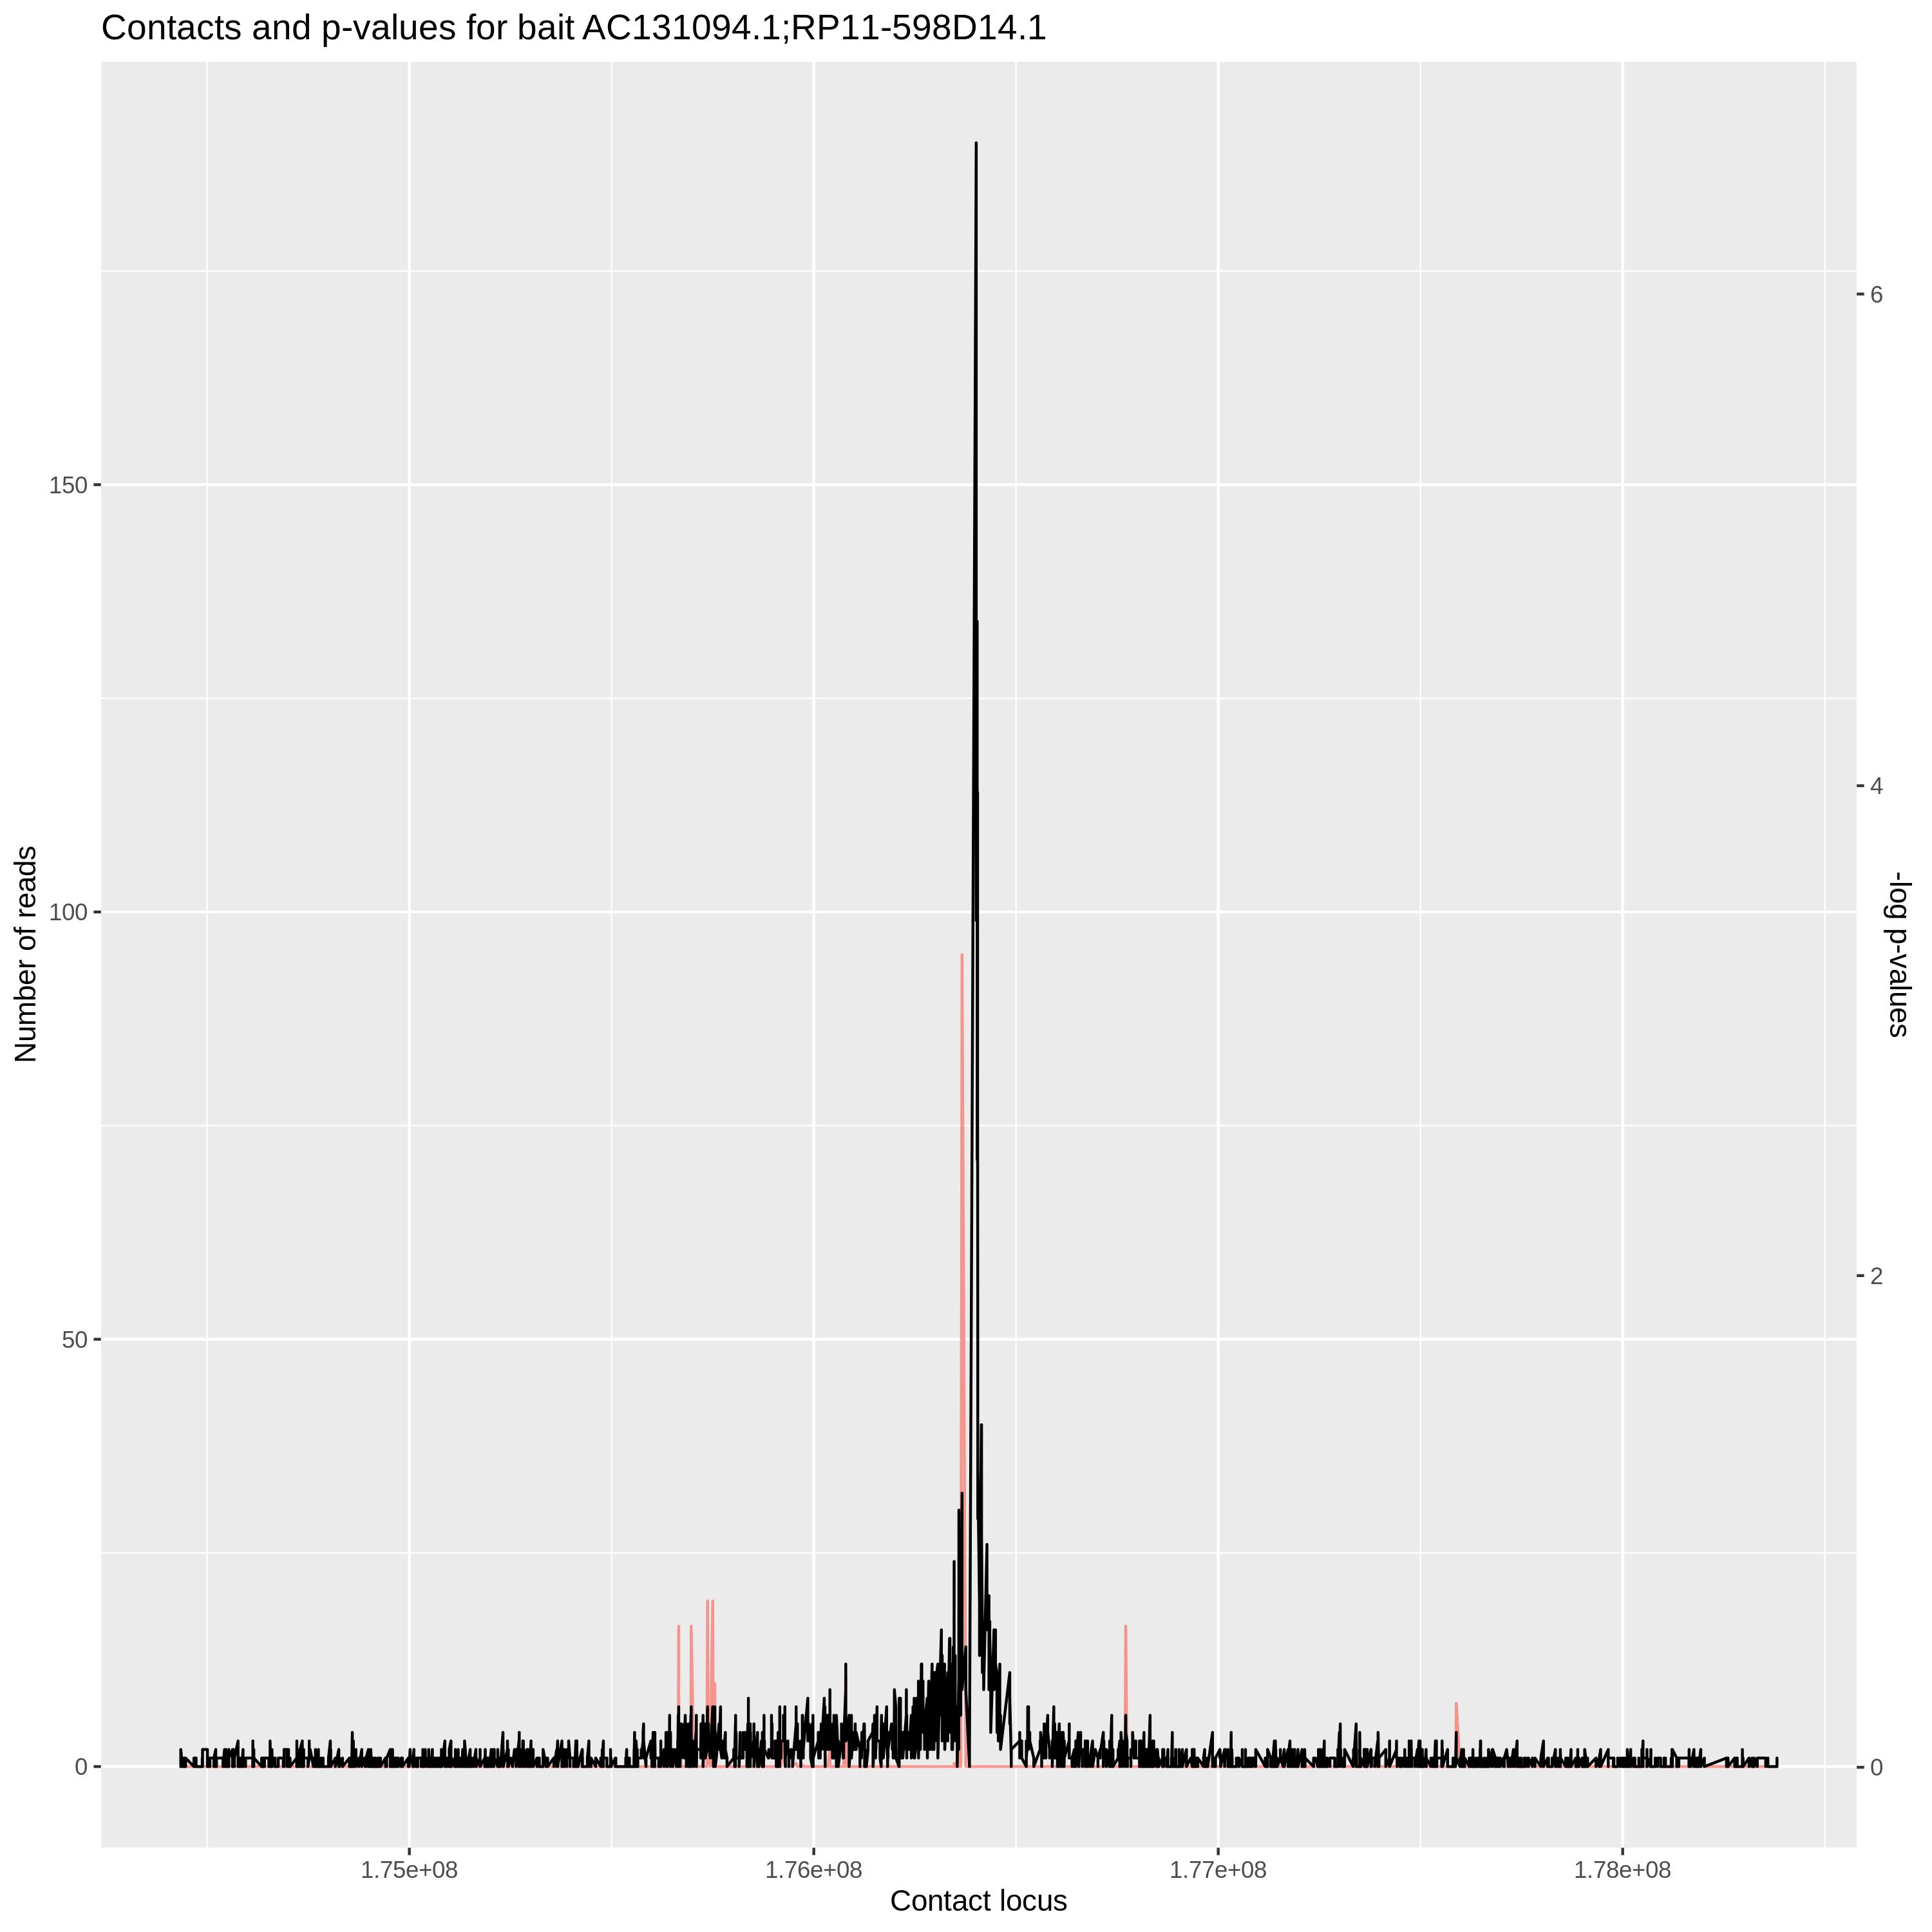 Contacts and p-values for bait AC131094.1;RP11-598D14.1
Number of reads
150
100
50
0
6
4
2
0
-log p-values
1.75e+08
1.76e+08
1.77e+08
1.78e+08
Contact locus